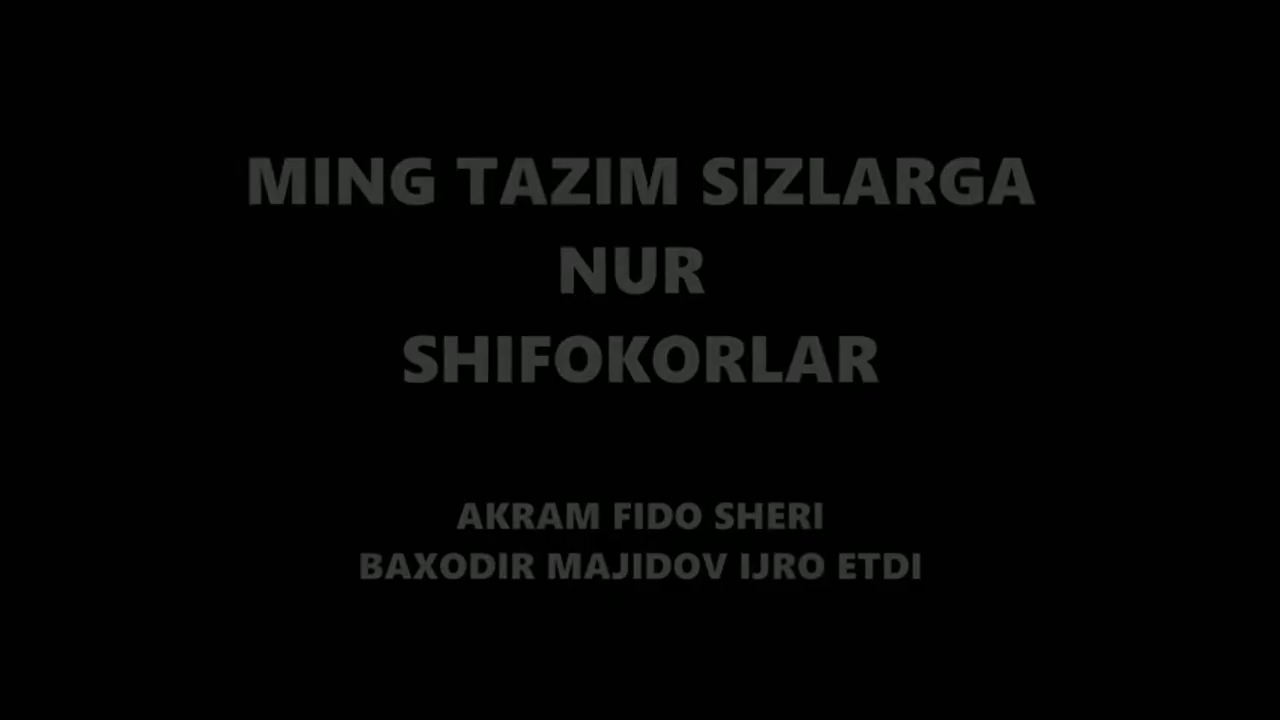 MING TAZIM SIZLARGA
NUR
SHIFOKORLAR
AKRAM FIDO SHERI
BAXODIR MAJIDOV IJRO ETDI